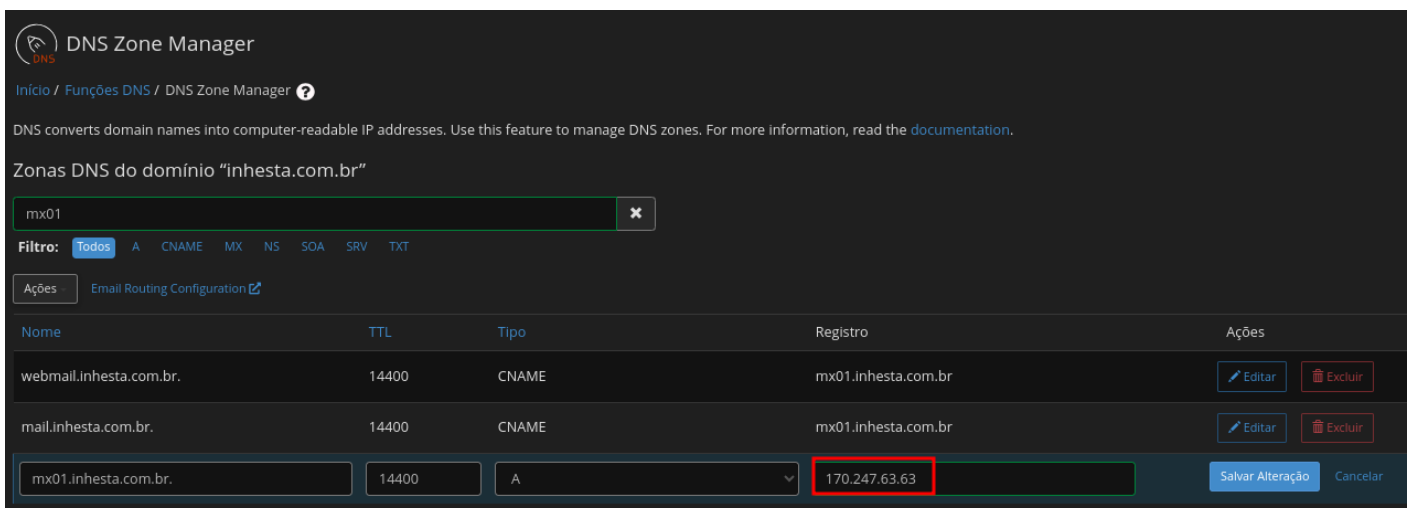 DNS
DNS Zone Manager
Início / Funções DNS / DNS Zone Manager ?
DNS converts domain names into computer-readable IP addresses. Use this feature to manage DNS zones. For more information, read the documentation.
Zonas DNS do domínio “inhesta.com.br”
mx01
Filtro: Todos A CNAME MX NS SOA SRV TXT
Ações Email Routing Configuration
Nome TTL Tipo Registro Ações
webmail.inhesta.com.br. 14400 CNAME mx01.inhesta.com.br Editar Excluir
mail.inhesta.com.br. 14400 CNAME mx01.inhesta.com.br Editar Excluir
mx01.inhesta.com.br. 14400 A 170.247.63.63 Salvar Alteração Cancelar